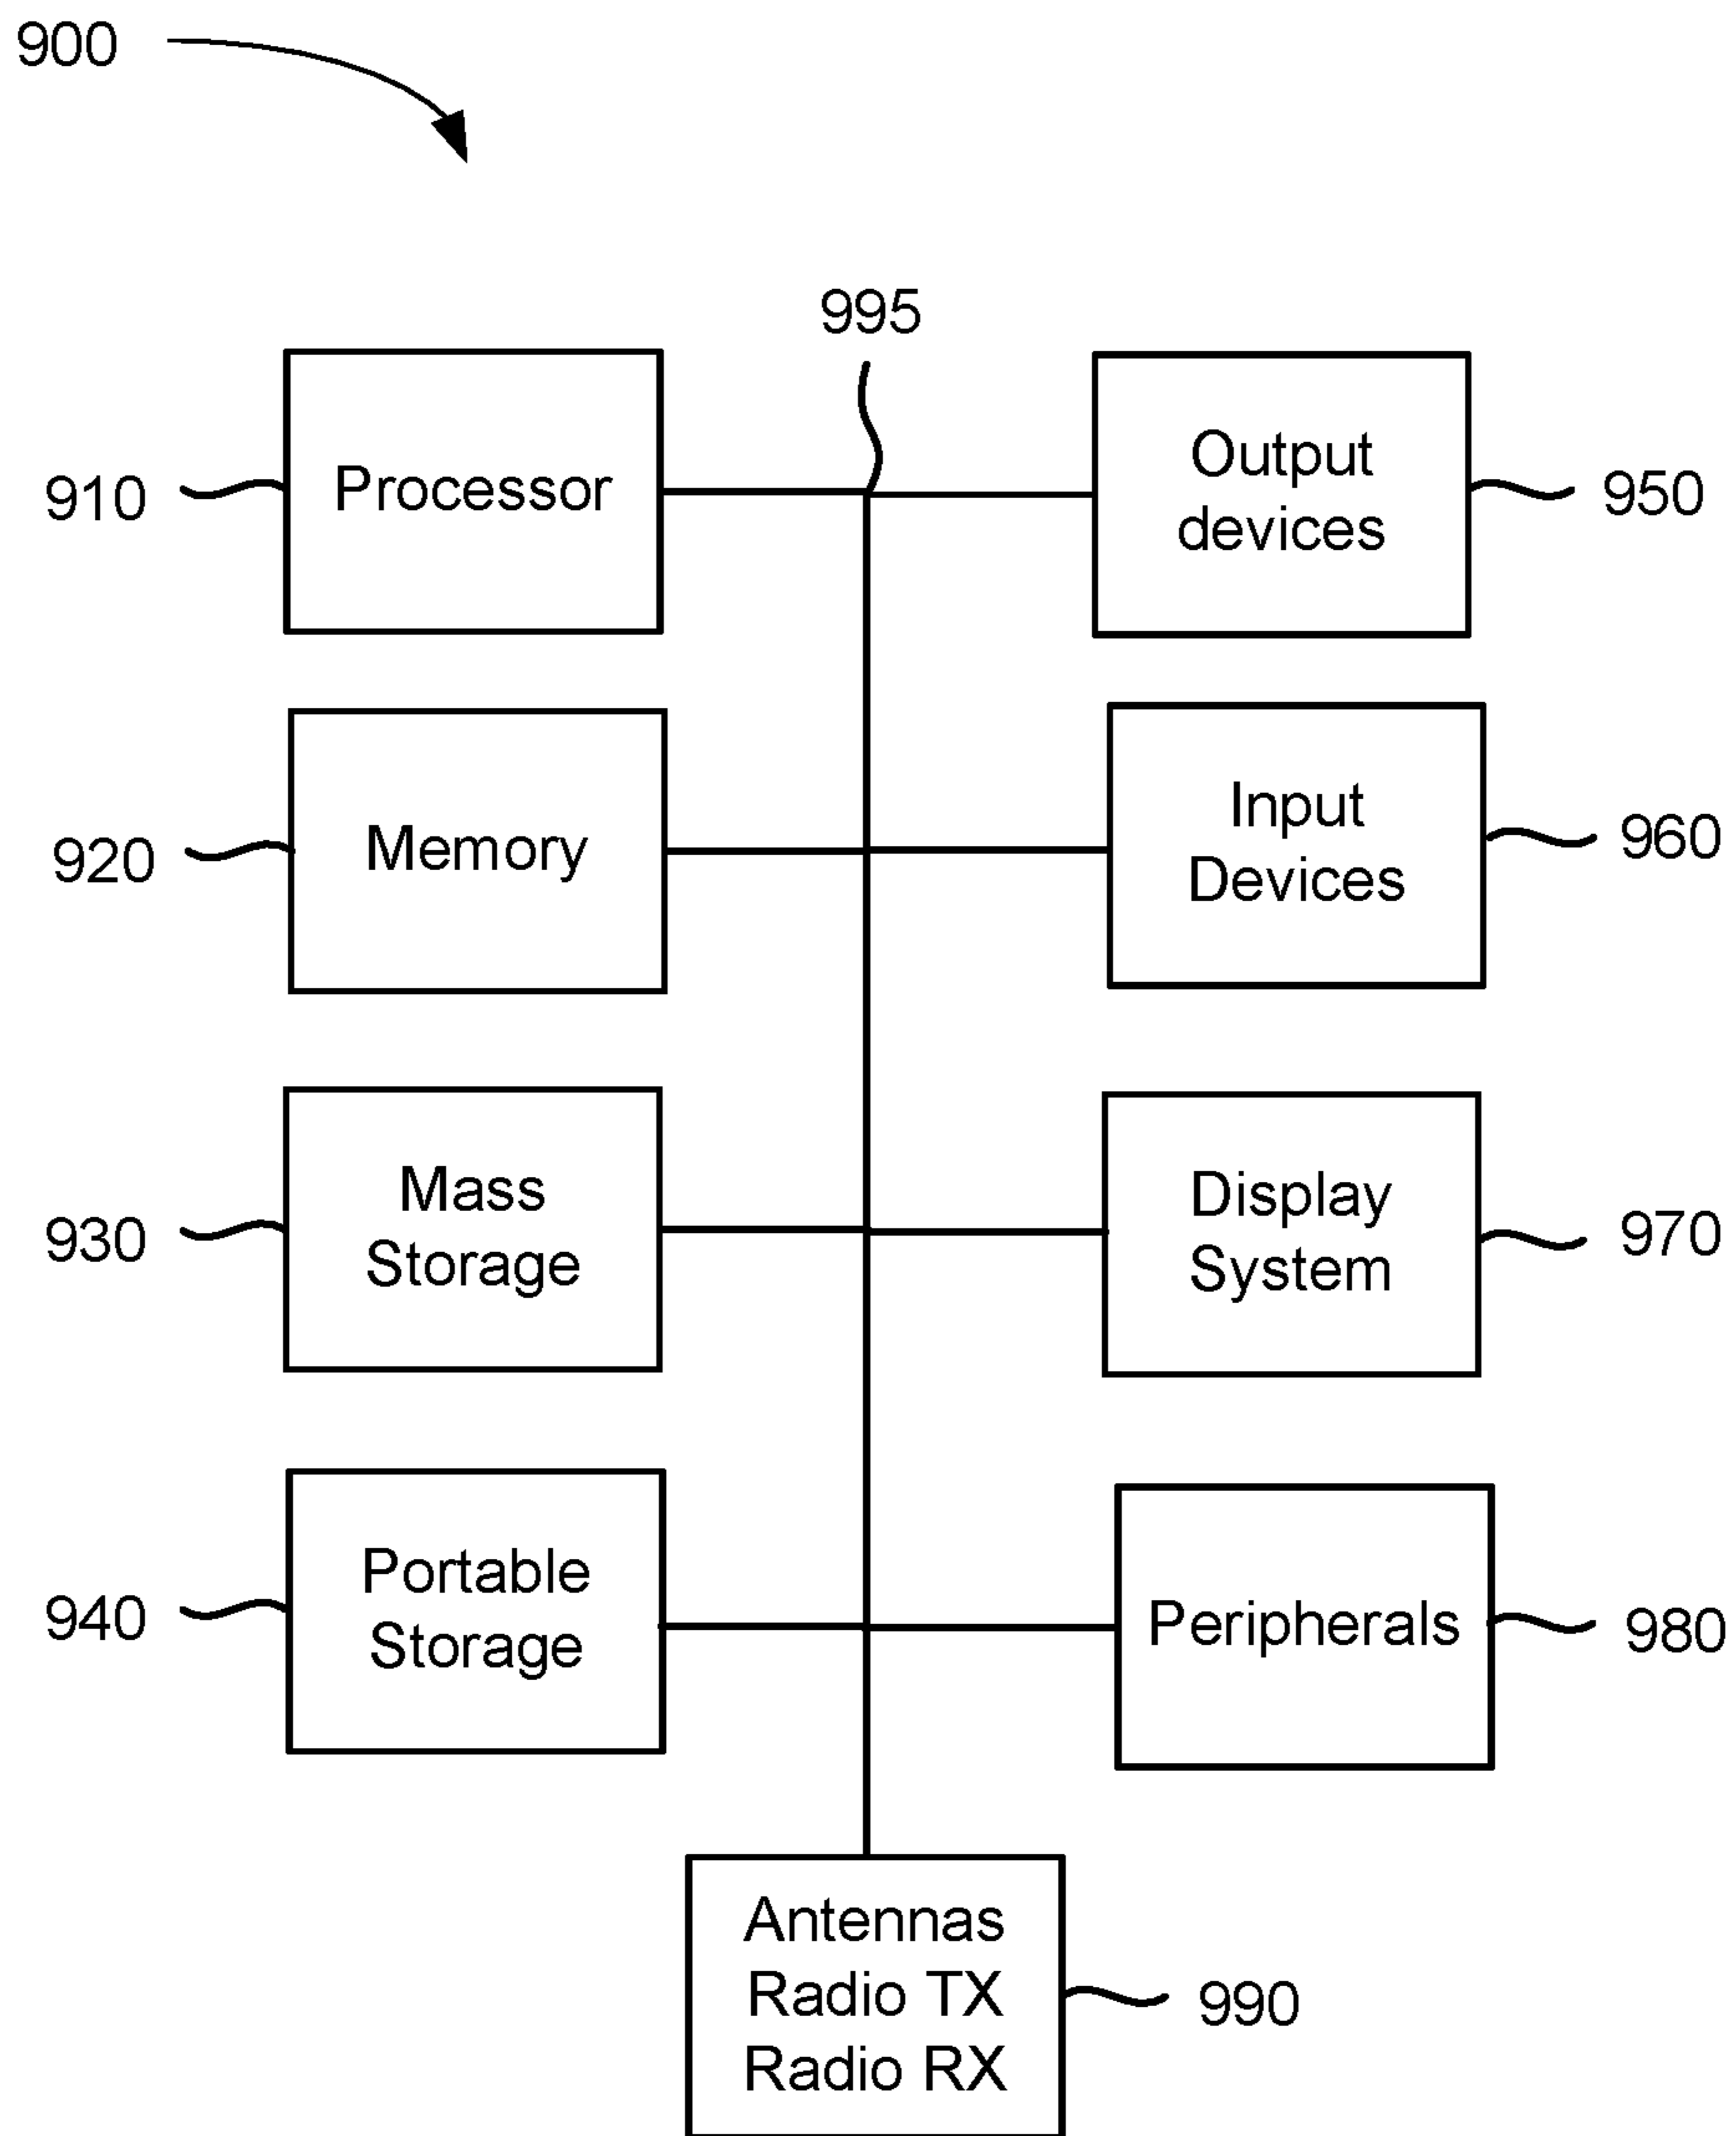 900
995
910
Processor
Output
devices
950
920
Memory
Input
Devices
960
930
Mass
Storage
Display
System
970
940
Portable
Storage
Peripherals
980
Antennas
Radio TX
Radio RX
990